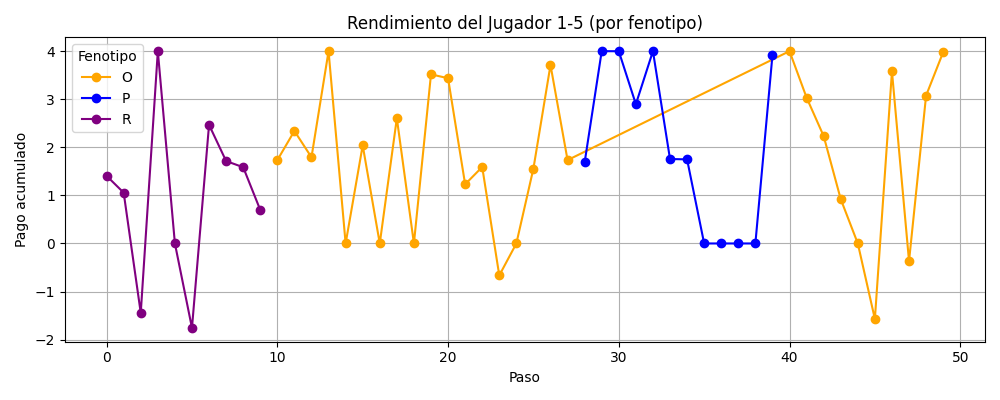 Rendimiento del Jugador 1-5 (por fenotipo)
Fenotipo
O
P
R
Pago acumulado
4
3
2
1
0
−1
−2
0 10 20 30 40 50
Paso